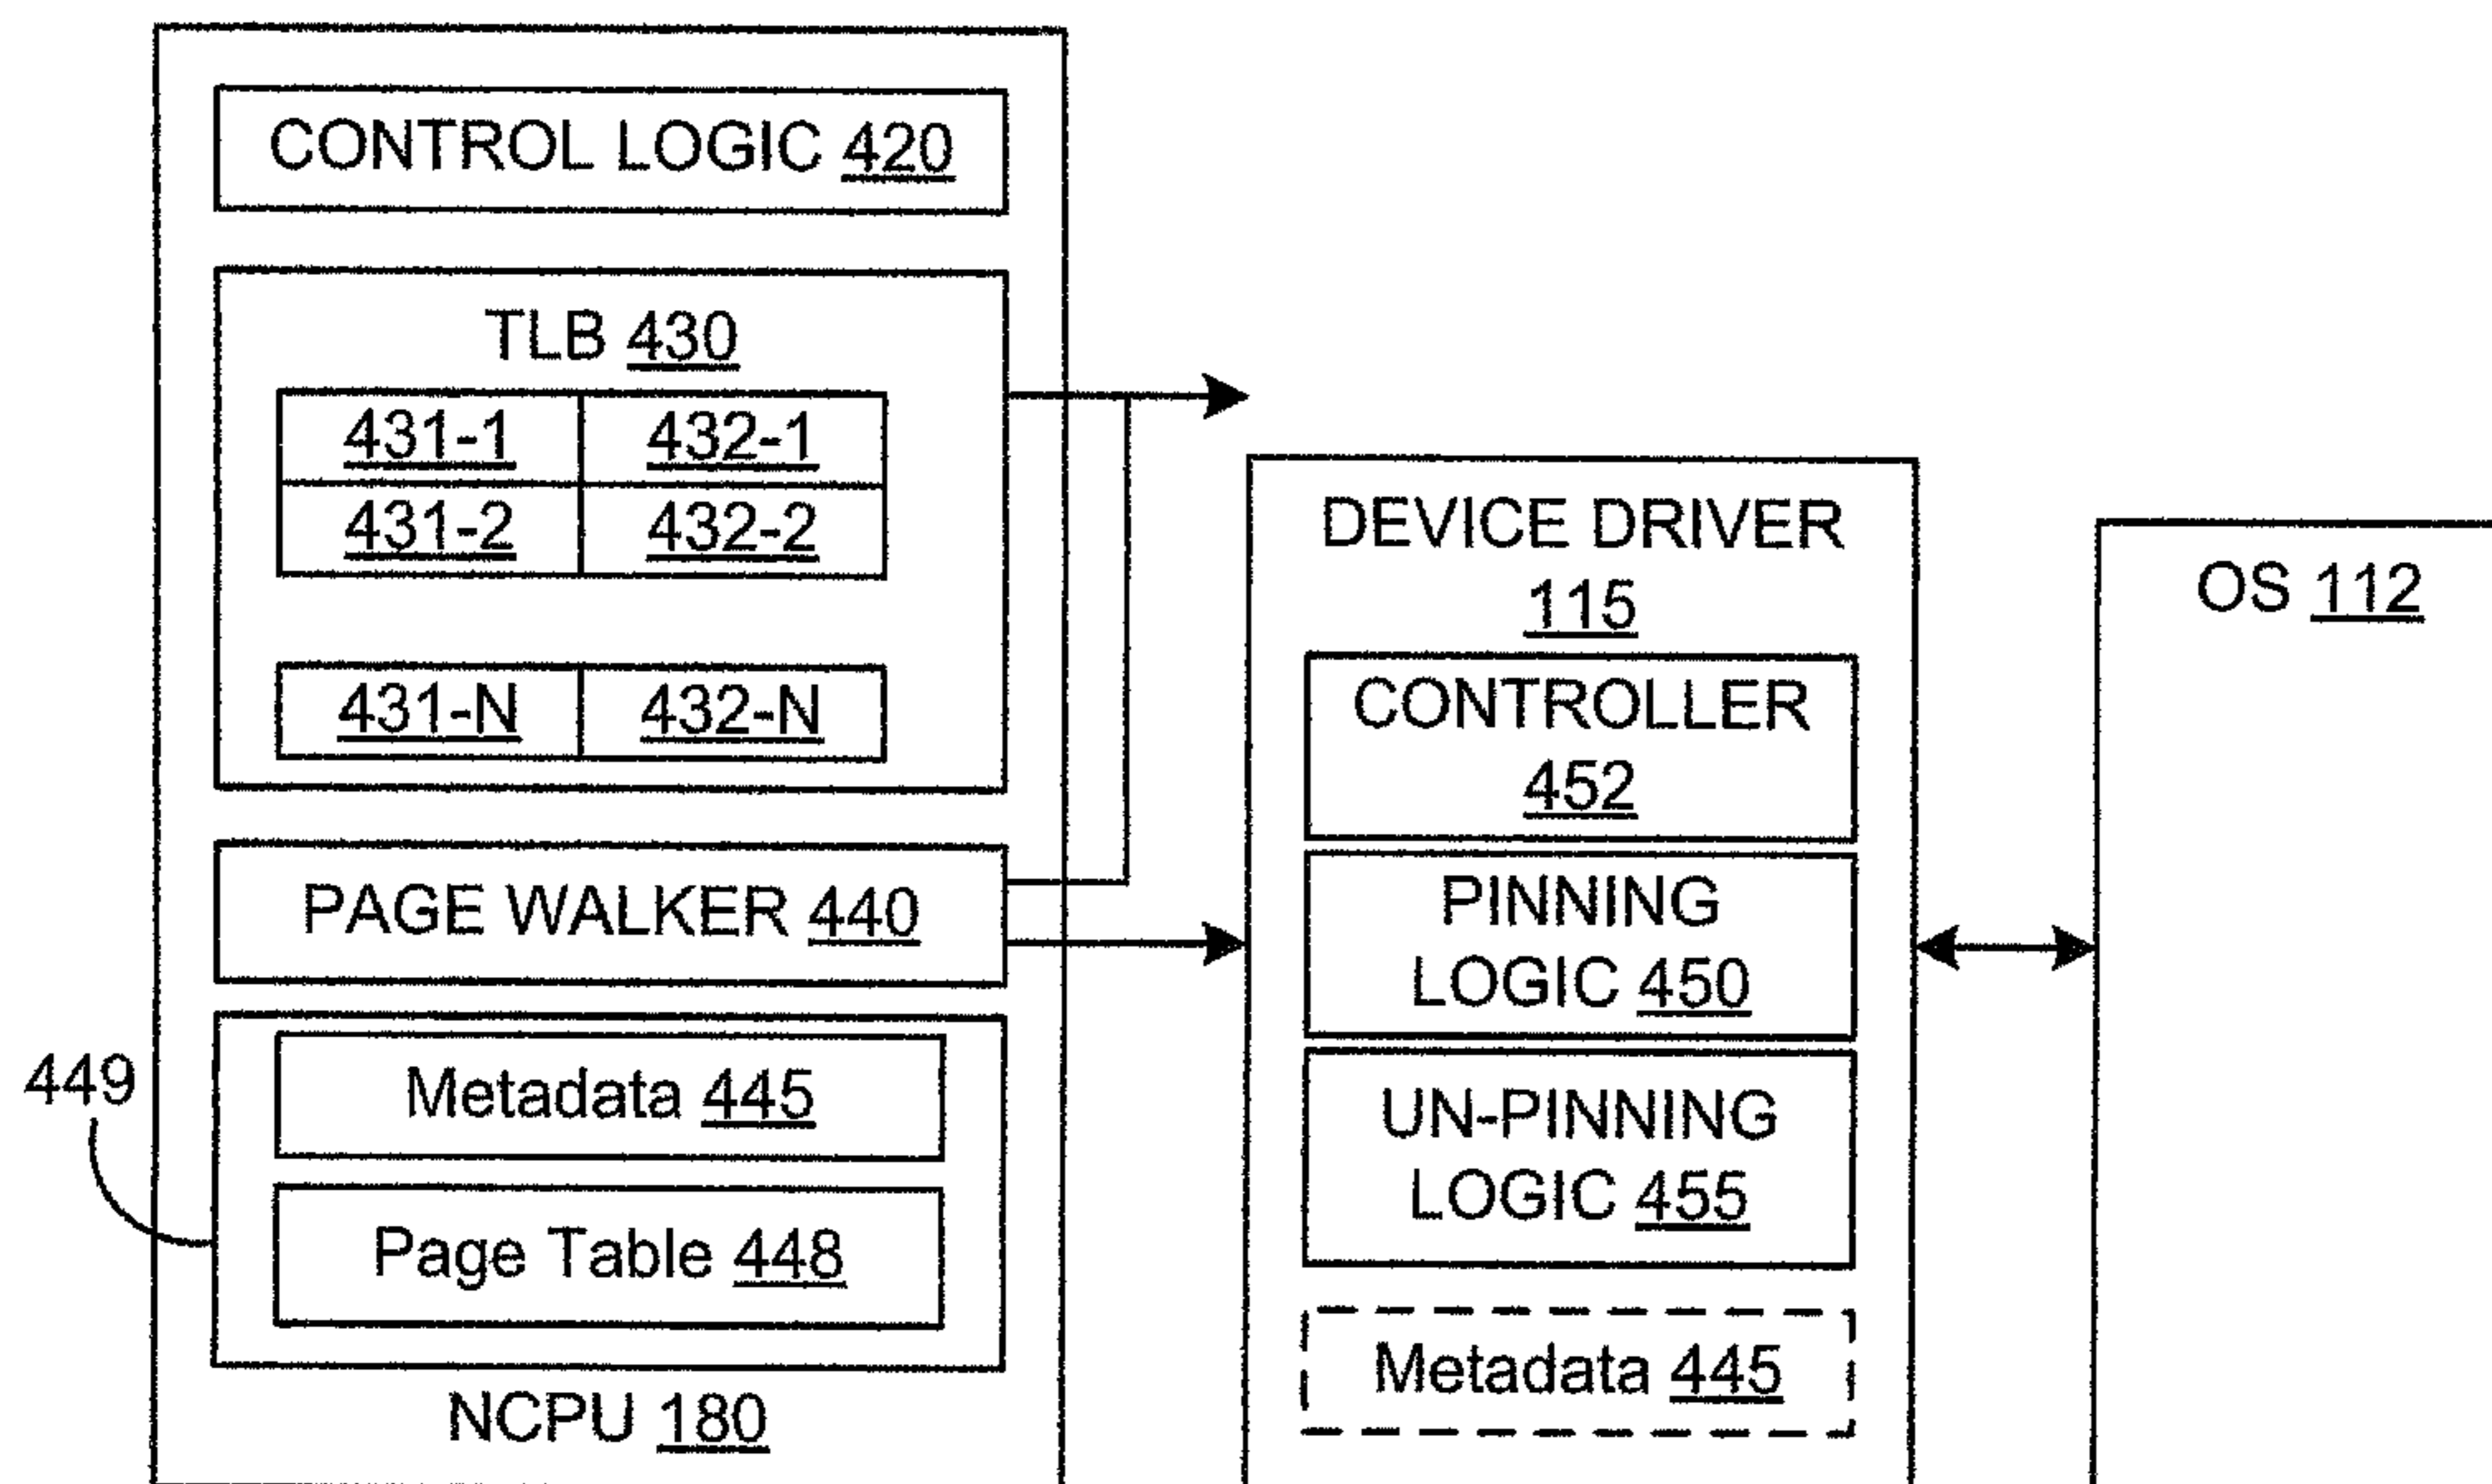 CONTROL LOGIC 420
TLB 430
431-1 432-1
431-2 432-2
431-N 432-N
PAGE WALKER 440
449
Metadata 445
Page Table 448
NCPU 180
DEVICE DRIVER
115
CONTROLLER
452
PINNING
LOGIC 450
UN-PINNING
LOGIC 455
Metadata 445
OS 112